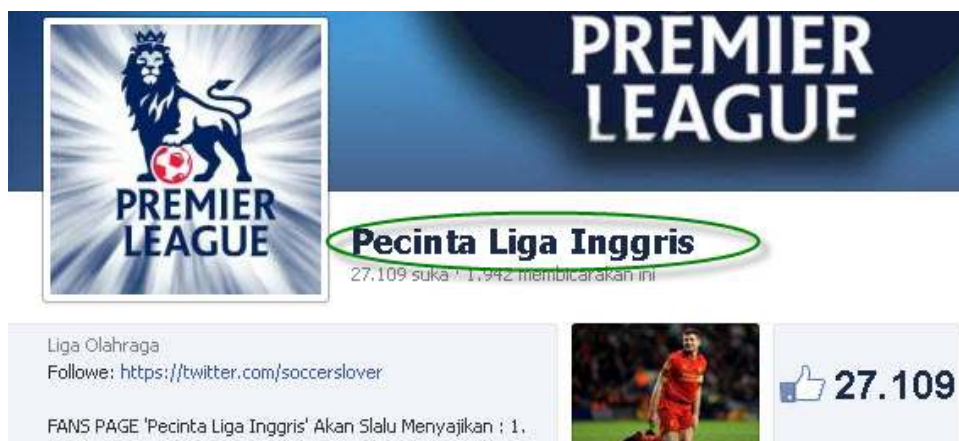 PREMIER
LEAGUE
PREMIER
LEAGUE
Pecinta Liga Inggris
27.109 suka · 1.942 membicarakan ini
Liga Olahraga
Followe: https://twitter.com/soccerslover
27.109
FANS PAGE 'Pecinta Liga Inggris' Akan Slalu Menyajikan : 1.